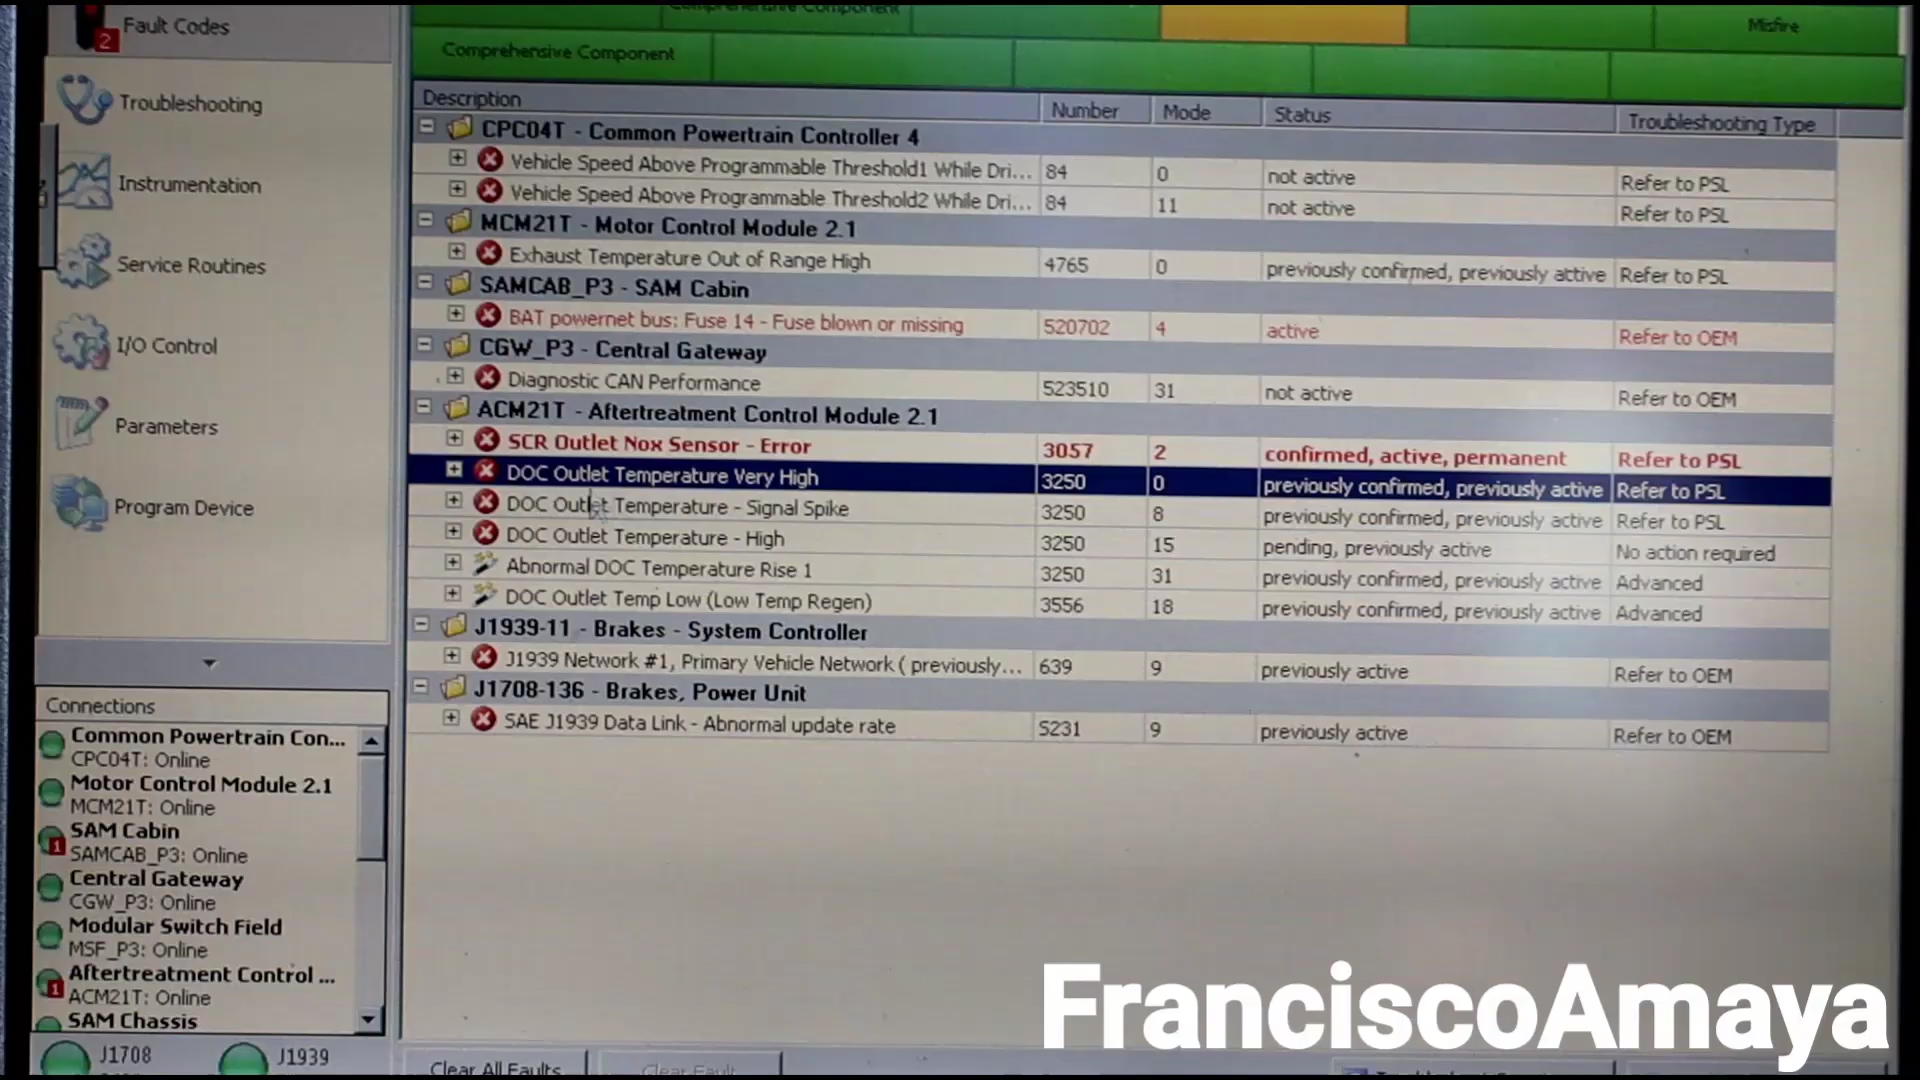 Fault Codes
2
Troubleshooting
Instrumentation
Service Routines
I/O Control
Parameters
Program Device
Comprehensive Component
Misfire
Comprehensive Component
Description Number Mode Status Troubleshooting Type
CPC04T - Common Powertrain Controller 4
Vehicle Speed Above Programmable Threshold1 While Dri... 84 0 not active Refer to PSL
Vehicle Speed Above Programmable Threshold2 While Dri... 84 11 not active Refer to PSL
MCM21T - Motor Control Module 2.1
Exhaust Temperature Out of Range High 4765 0 previously confirmed, previously active Refer to PSL
SAMCAB_P3 - SAM Cabin
BAT powernet bus: Fuse 14 - Fuse blown or missing 520702 4 active Refer to OEM
CGW_P3 - Central Gateway
Diagnostic CAN Performance 523510 31 not active Refer to OEM
ACM21T - Aftertreatment Control Module 2.1
SCR Outlet Nox Sensor - Error 3057 2 confirmed, active, permanent Refer to PSL
DOC Outlet Temperature Very High 3250 0 previously confirmed, previously active Refer to PSL
DOC Outlet Temperature - Signal Spike 3250 8 previously confirmed, previously active Refer to PSL
DOC Outlet Temperature - High 3250 15 pending, previously active No action required
Abnormal DOC Temperature Rise 1 3250 31 previously confirmed, previously active Advanced
DOC Outlet Temp Low (Low Temp Regen) 3556 18 previously confirmed, previously active Advanced
J1939-11 - Brakes - System Controller
J1939 Network #1, Primary Vehicle Network ( previously... 639 9 previously active Refer to OEM
J1708-136 - Brakes, Power Unit
SAE J1939 Data Link - Abnormal update rate 5231 9 previously active Refer to OEM
Connections
Common Powertrain Con...
CPC04T: Online
Motor Control Module 2.1
MCM21T: Online
SAM Cabin
1
SAMCAB_P3: Online
Central Gateway
CGW_P3: Online
Modular Switch Field
MSF_P3: Online
Aftertreatment Control ...
1
ACM21T: Online
SAM Chassis
J1708 J1939
Clear All Faults
Clear Fault
FranciscoAmaya